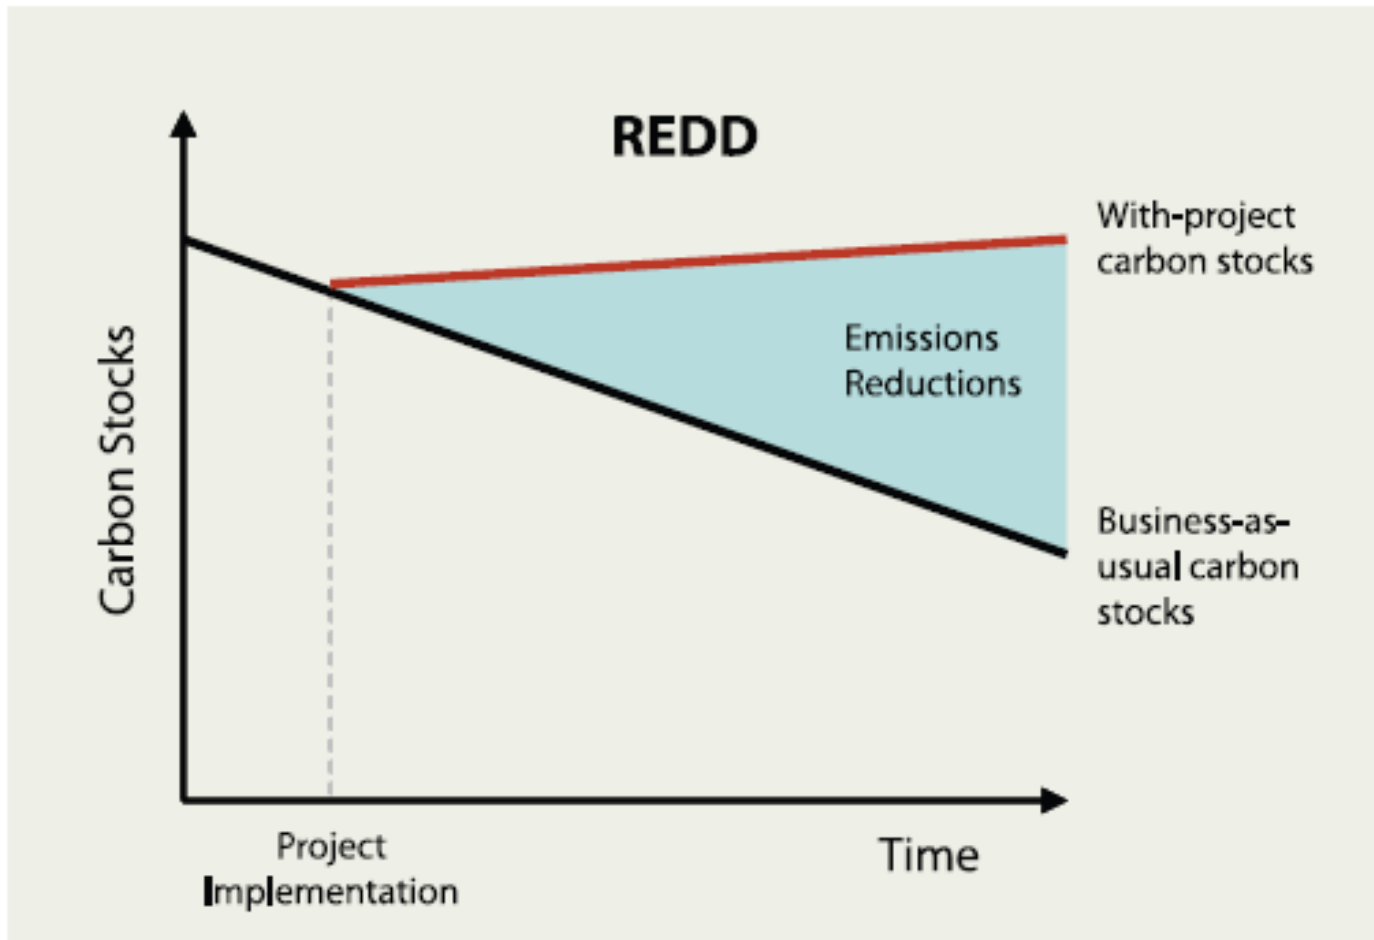 REDD
With-project
carbon stocks
Emissions
Reductions
Carbon Stocks
Business-as-
usual carbon
stocks
Project
Implementation
Time